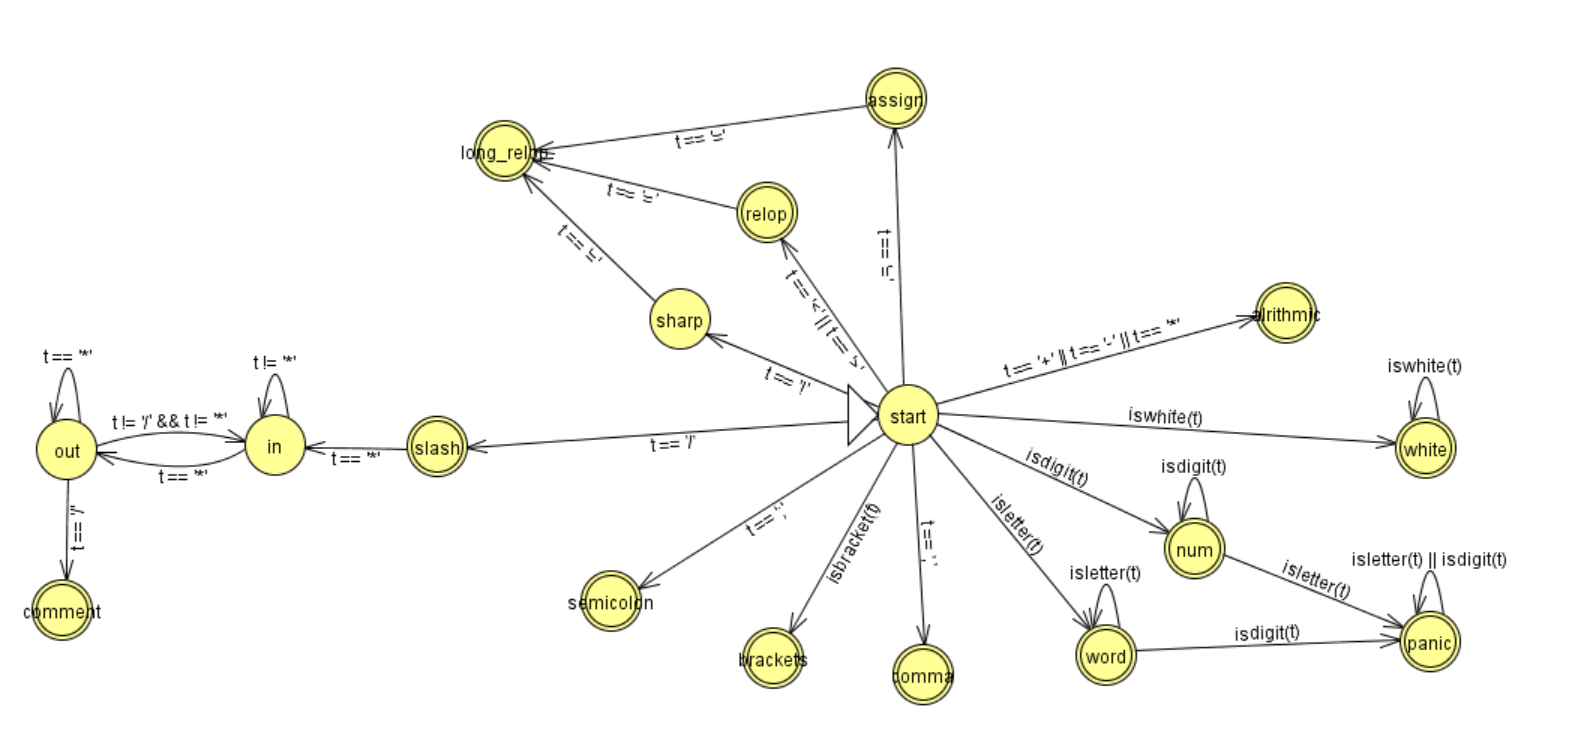 assign
t == '='
long_relop
t == '='
relop
t == '='
t == '='
t == '<' || t == '>'
sharp
t == '!'
alrithmic
t == '+' || t == '-' || t == '*'
t == '*'
t != '*'
iswhite(t)
t != '/' && t != '*'
iswhite(t)
start
out
in
slash
t == '/'
white
t == '*'
t == '*'
isdigit(t)
isdigit(t)
t == '/'
t == ';'
isbracket(t)
t == ','
isletter(t)
num
isletter(t)
isletter(t) || isdigit(t)
isletter(t)
comment
semicolon
isdigit(t)
panic
brackets
comma
word